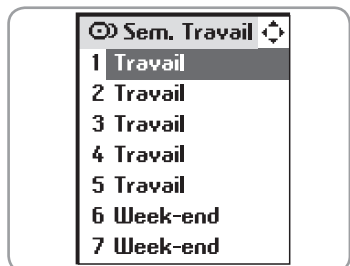 Sem. Travail
1 Travail
2 Travail
3 Travail
4 Travail
5 Travail
6 Week-end
7 Week-end